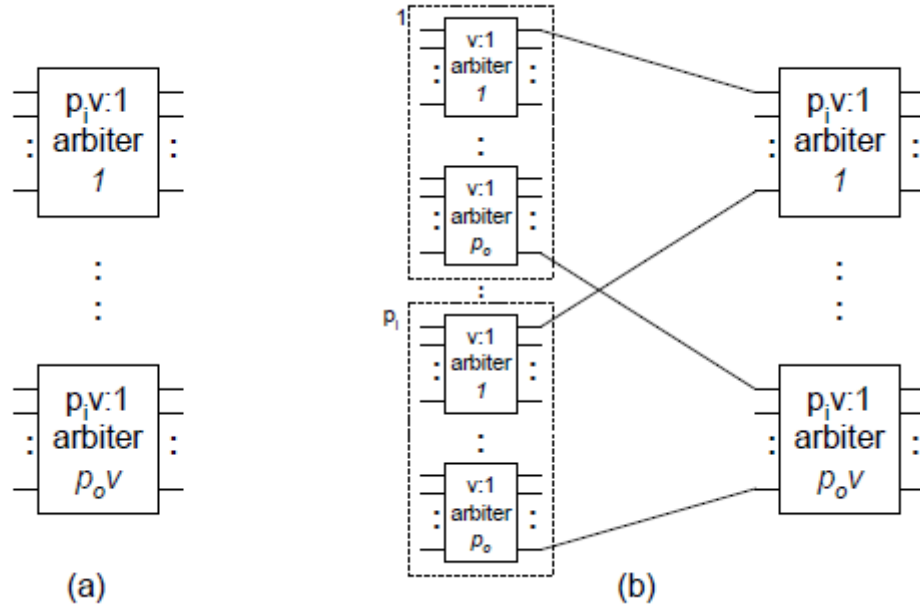 pᵢv:1
arbiter
1
pᵢv:1
arbiter
pₒv
(a)
1
v:1
arbiter
1
v:1
arbiter
pₒ
pᵢ
v:1
arbiter
1
v:1
arbiter
pₒ
pᵢv:1
arbiter
1
pᵢv:1
arbiter
pₒv
(b)